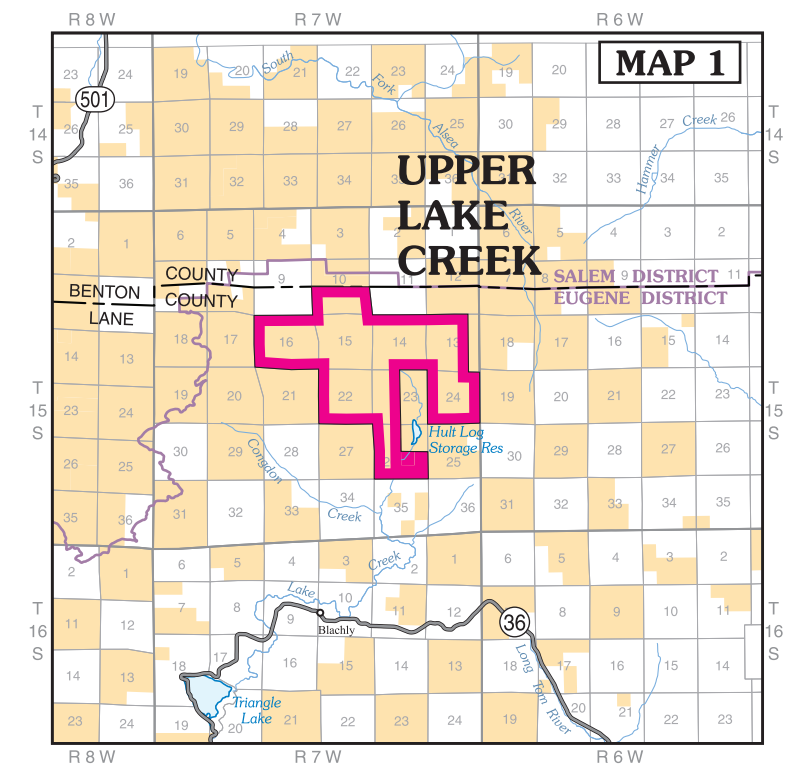 R 8 W R 7 W R 6 W
MAP 1
23 24 19 20 South 21 22 23 24 19 20
Fork
501
T 14 S
T 14 S
26 25 30 29 28 27 26 Alsea 25 30 29 28 27 Creek 26
Hammer
35 36 31 32 33 34 32 33 34 35
UPPER
LAKE
CREEK
River
2 1 6 5 4 3 2 5 4 3 2
COUNTY 9 10 11 8 SALEM 9 DISTRICT 11
BENTON COUNTY 12 EUGENE DISTRICT
LANE
14 13 18 17 16 15 14 13 18 17 16 15 14
T 15 S
T 15 S
23 24 19 20 21 22 23 24 19 20 21 22 23
Hult Log
Storage Res
26 25 30 29 Congdon 28 27 25 30 29 28 27 26
35 36 31 32 33 34 Creek 35 36 31 32 33 34 35
2 1 6 5 4 3 Creek 2 1 6 5 4 3 2
T 16 S
T 16 S
11 12 7 8 Lake 9 10 11 12 36 8 9 10 11
Blachly
14 13 18 17 16 15 14 13 Long 17 16 15 14
Tom
River
Triangle
Lake
23 24 19 20 21 22 23 24 19 20 21 22 23
R 8 W R 7 W R 6 W